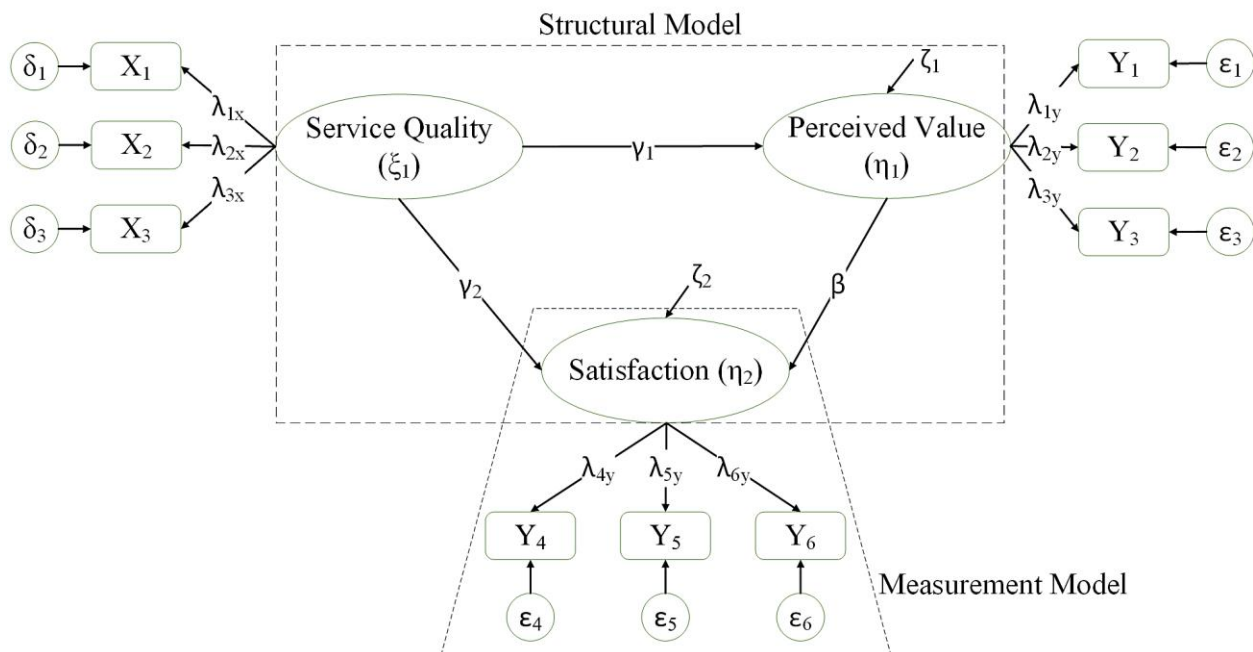 Structural Model
δ₁
X₁
λ₁ₓ
ζ₁
Y₁
ε₁
Service Quality
(ξ₁)
γ₁
Perceived Value
(η₁)
λ1y
δ₂
X₂
λ₂ₓ
λ2y
Y₂
ε₂
λ₃ₓ
λ3y
δ₃
X₃
Y₃
ε₃
γ₂
ζ₂
β
Satisfaction (η₂)
λ4y
λ5y
λ6y
Y₄
Y₅
Y₆
Measurement Model
ε₄
ε₅
ε₆